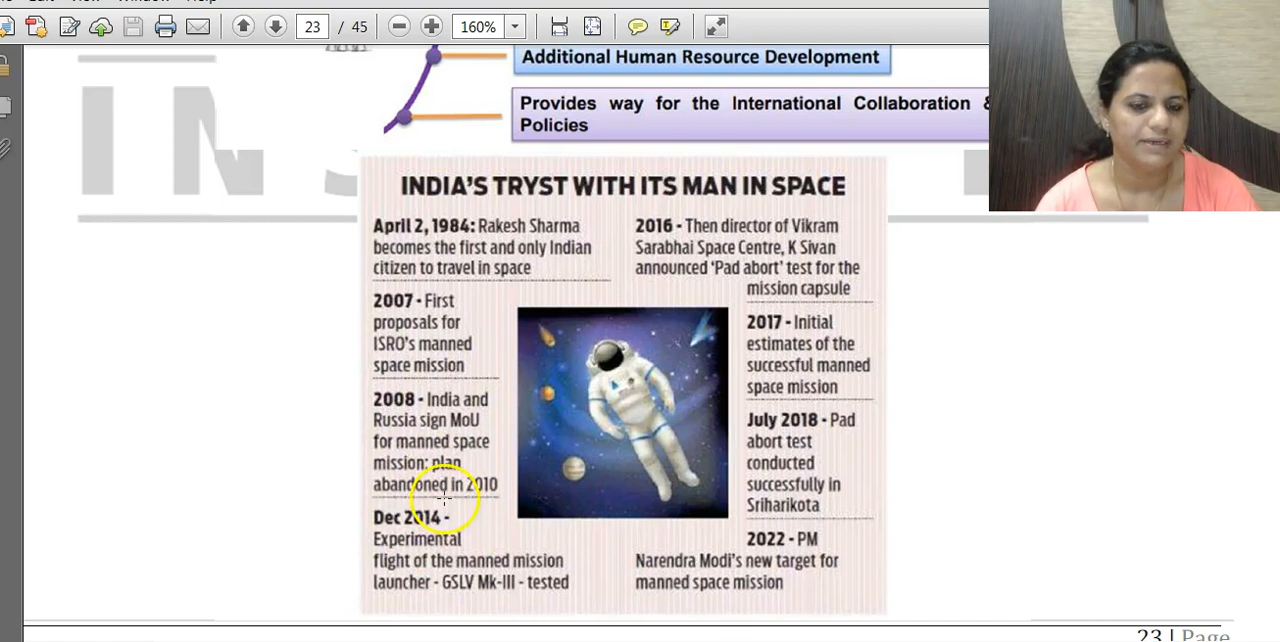 23 / 45
160%
Additional Human Resource Development
Provides way for the International Collaboration &
Policies
INDIA'S TRYST WITH ITS MAN IN SPACE
April 2, 1984: Rakesh Sharma
becomes the first and only Indian
citizen to travel in space
2007 - First
proposals for
ISRO's manned
space mission
2008 - India and
Russia sign MoU
for manned space
mission; plan
abandoned in 2010
Dec 2014 -
Experimental
flight of the manned mission
launcher - GSLV Mk-III - tested
2016 - Then director of Vikram
Sarabhai Space Centre, K Sivan
announced 'Pad abort' test for the
mission capsule
2017 - Initial
estimates of the
successful manned
space mission
July 2018 - Pad
abort test
conducted
successfully in
Sriharikota
2022 - PM
Narendra Modi's new target for
manned space mission
23 | Page